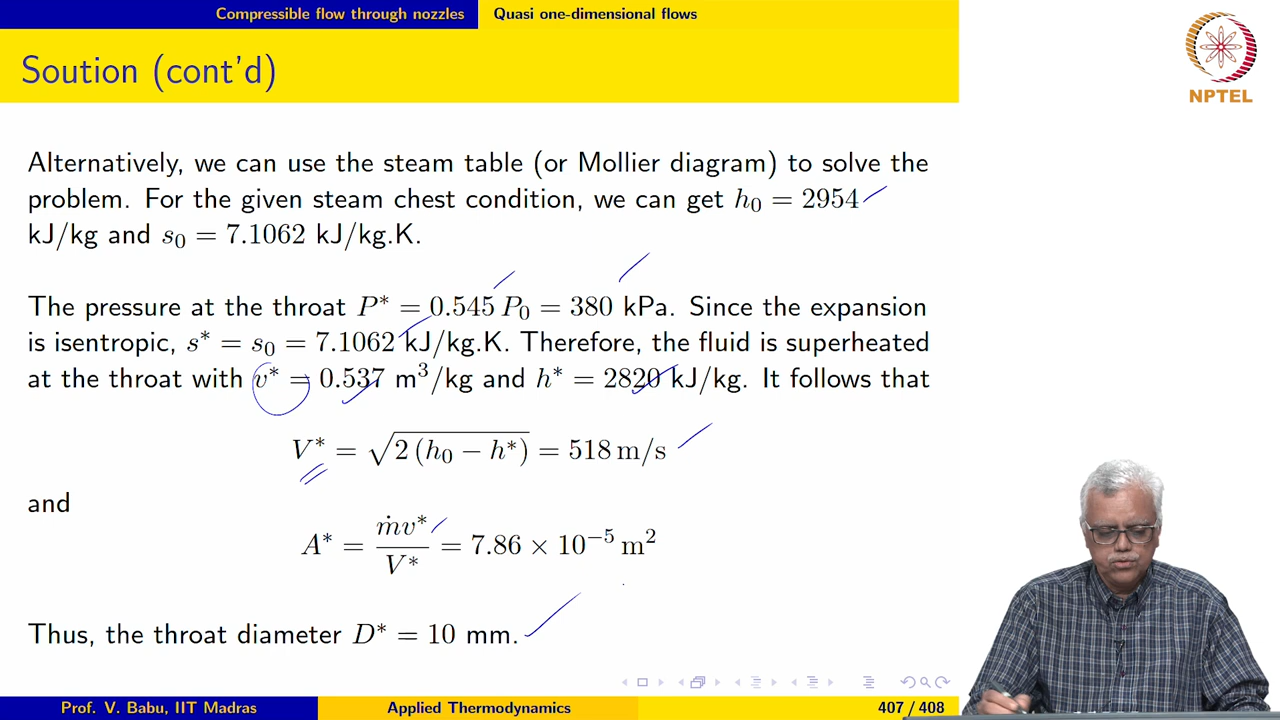 Compressible flow through nozzles Quasi one-dimensional flows
Soution (cont'd)
NPTEL
Alternatively, we can use the steam table (or Mollier diagram) to solve the
problem. For the given steam chest condition, we can get h₀ = 2954
kJ/kg and s₀ = 7.1062 kJ/kg.K.
The pressure at the throat P* = 0.545 P₀ = 380 kPa. Since the expansion
is isentropic, s* = s₀ = 7.1062 kJ/kg.K. Therefore, the fluid is superheated
at the throat with v* = 0.537 m³/kg and h* = 2820 kJ/kg. It follows that
V* = √2 (h₀ − h*) = 518 m/s
and
A* = ṁv*/V* = 7.86 × 10⁻⁵ m²
Thus, the throat diameter D* = 10 mm.
Prof. V. Babu, IIT Madras Applied Thermodynamics 407 / 408